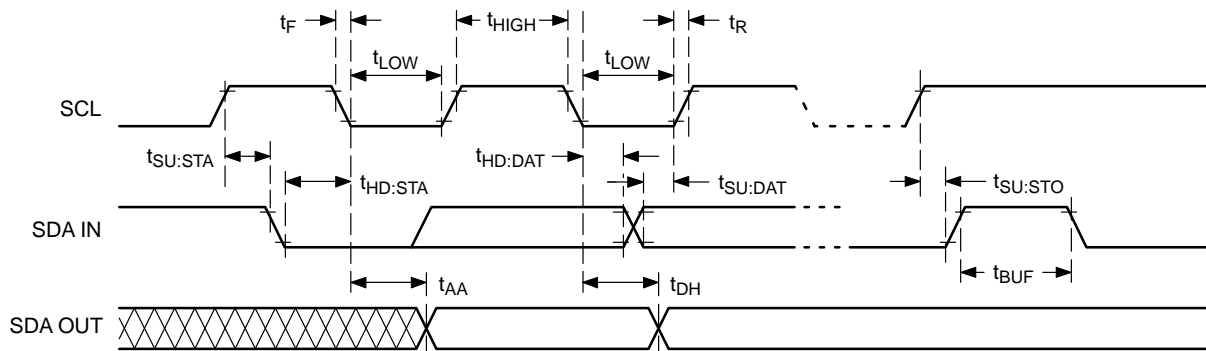 tF
tHIGH
tR
tLOW
tLOW
SCL
tSU:STA
tHD:STA
tHD:DAT
tSU:DAT
tSU:STO
SDA IN
tBUF
tAA
tDH
SDA OUT